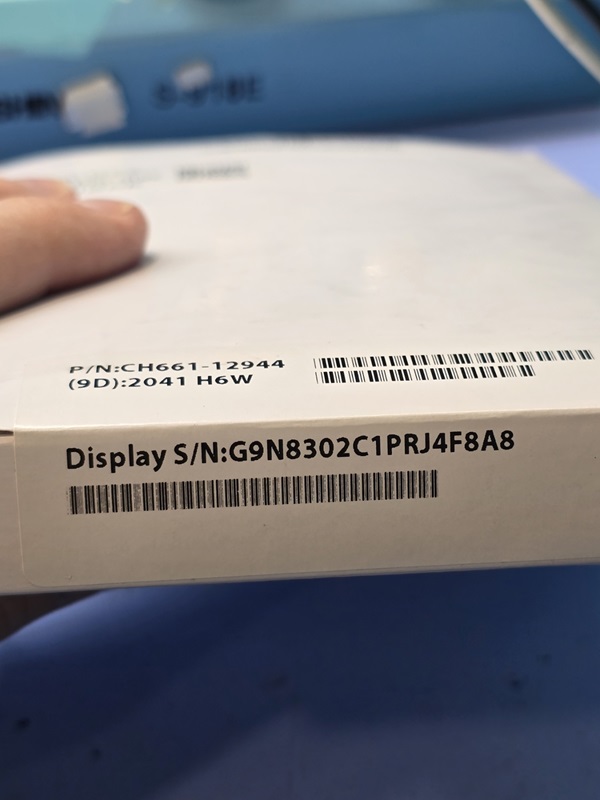 P/N:CH661-12944
(9D):2041 H6W
Display S/N:G9N8302C1PRJ4F8A8